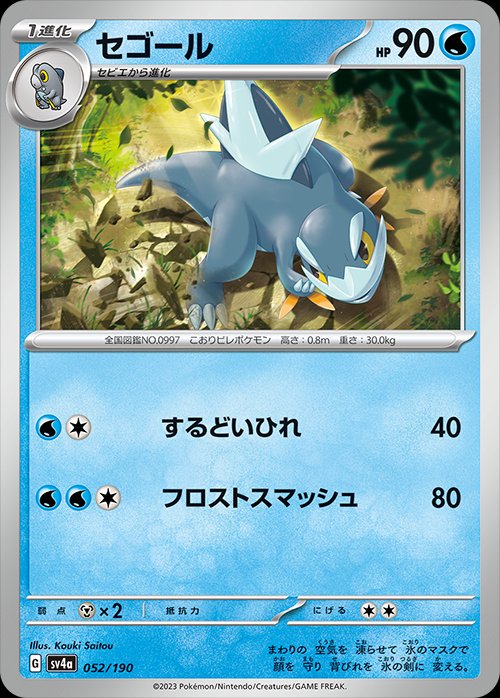 1進化
セゴール
HP 90
セビエから進化
全国図鑑NO.0997 こおりビレポケモン 高さ:0.8m 重さ:30.0kg
するどいひれ 40
フロストスマッシュ 80
弱点 ×2 抵抗力 にげる
Illus. Kouki Saitou
G sv4a 052/190
まわりの 空気を 凍らせて 氷のマスクで
顔を 守り 背びれを 氷の剣に 変える。
©2023 Pokémon/Nintendo/Creatures/GAME FREAK.